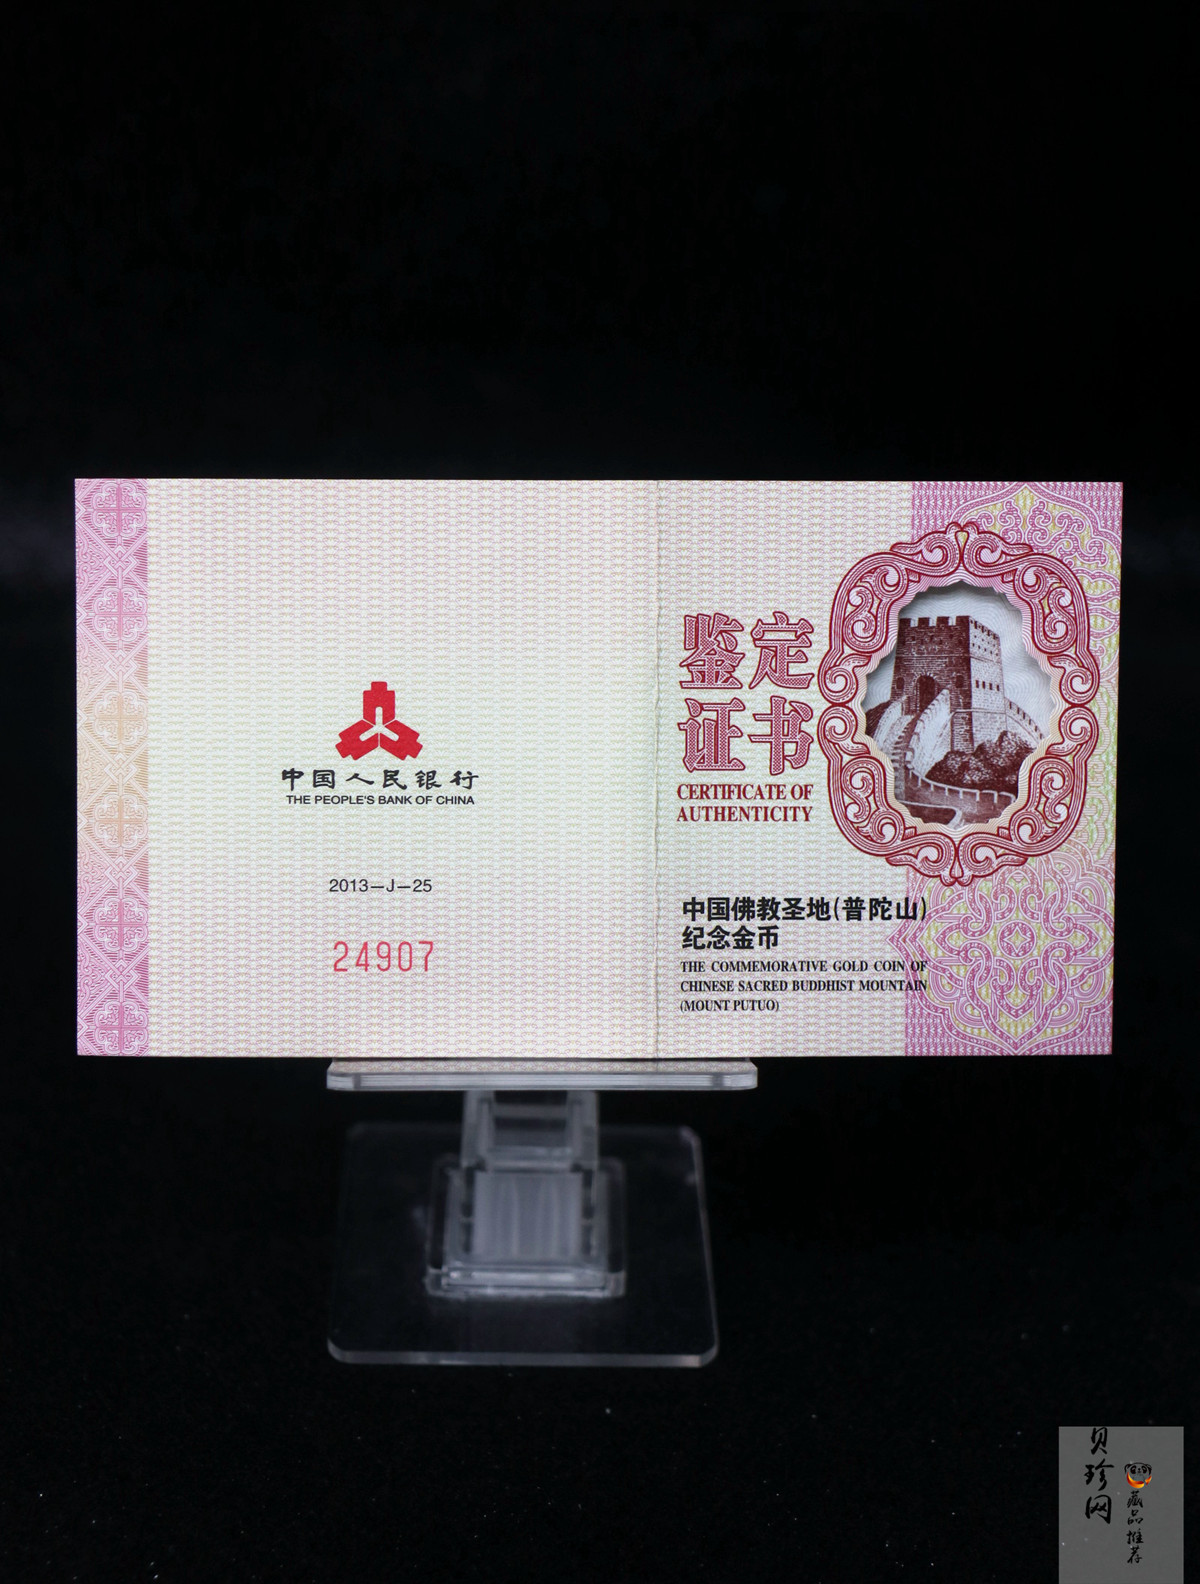 中国人民银行
THE PEOPLE'S BANK OF CHINA
2013—J—25
24907
鉴定
证书
CERTIFICATE OF
AUTHENTICITY
中国佛教圣地(普陀山)
纪念金币
THE COMMEMORATIVE GOLD COIN OF
CHINESE SACRED BUDDHIST MOUNTAIN
(MOUNT PUTUO)
贝珍网
藏品推荐